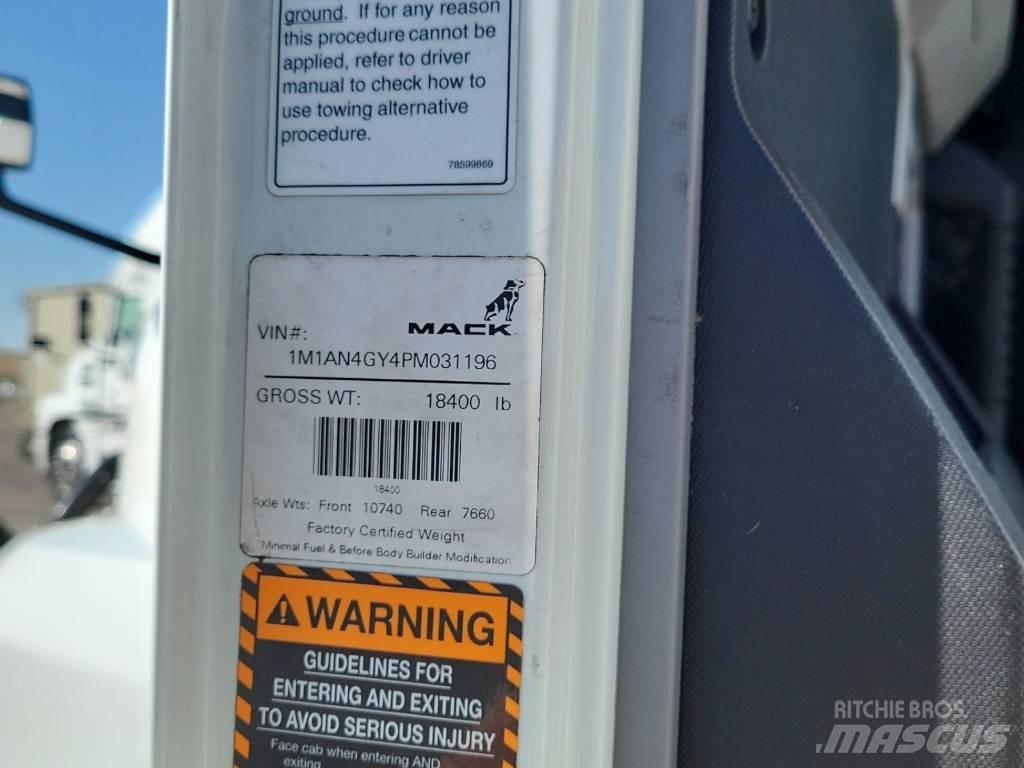 ground. If for any reason
this procedure cannot be
applied, refer to driver
manual to check how to
use towing alternative
procedure.
78599869
MACK
VIN#:
1M1AN4GY4PM031196
GROSS WT: 18400 lb
18400
Axle Wts: Front 10740 Rear 7660
Factory Certified Weight
*Minimal Fuel & Before Body Builder Modification
WARNING
GUIDELINES FOR
ENTERING AND EXITING
TO AVOID SERIOUS INJURY
Face cab when entering AND
exiting
RITCHIE BROS.
MASCUS